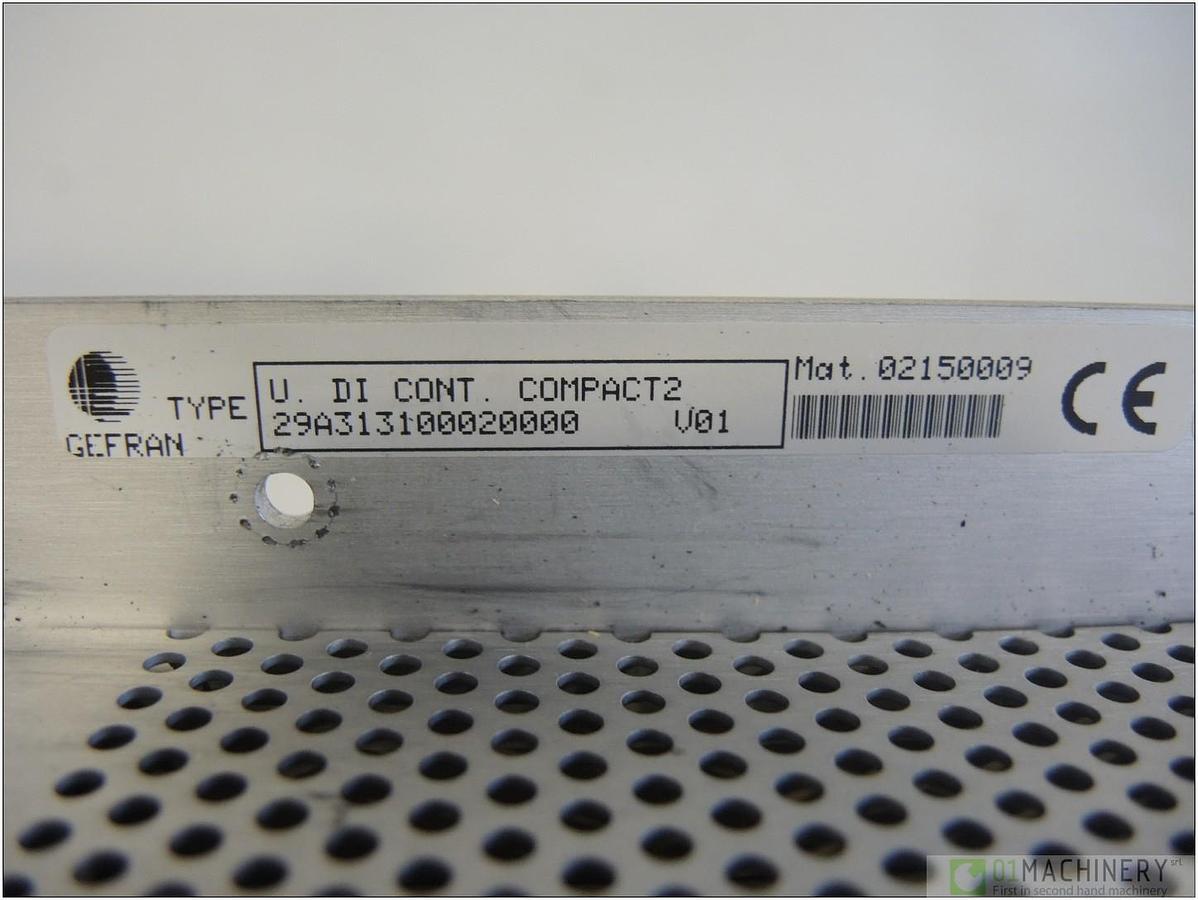 GEFRAN
TYPE
U. DI CONT. COMPACT2
29A313100020000 V01
Mat.02150009
CE
01MACHINERY srl
First in second hand machinery